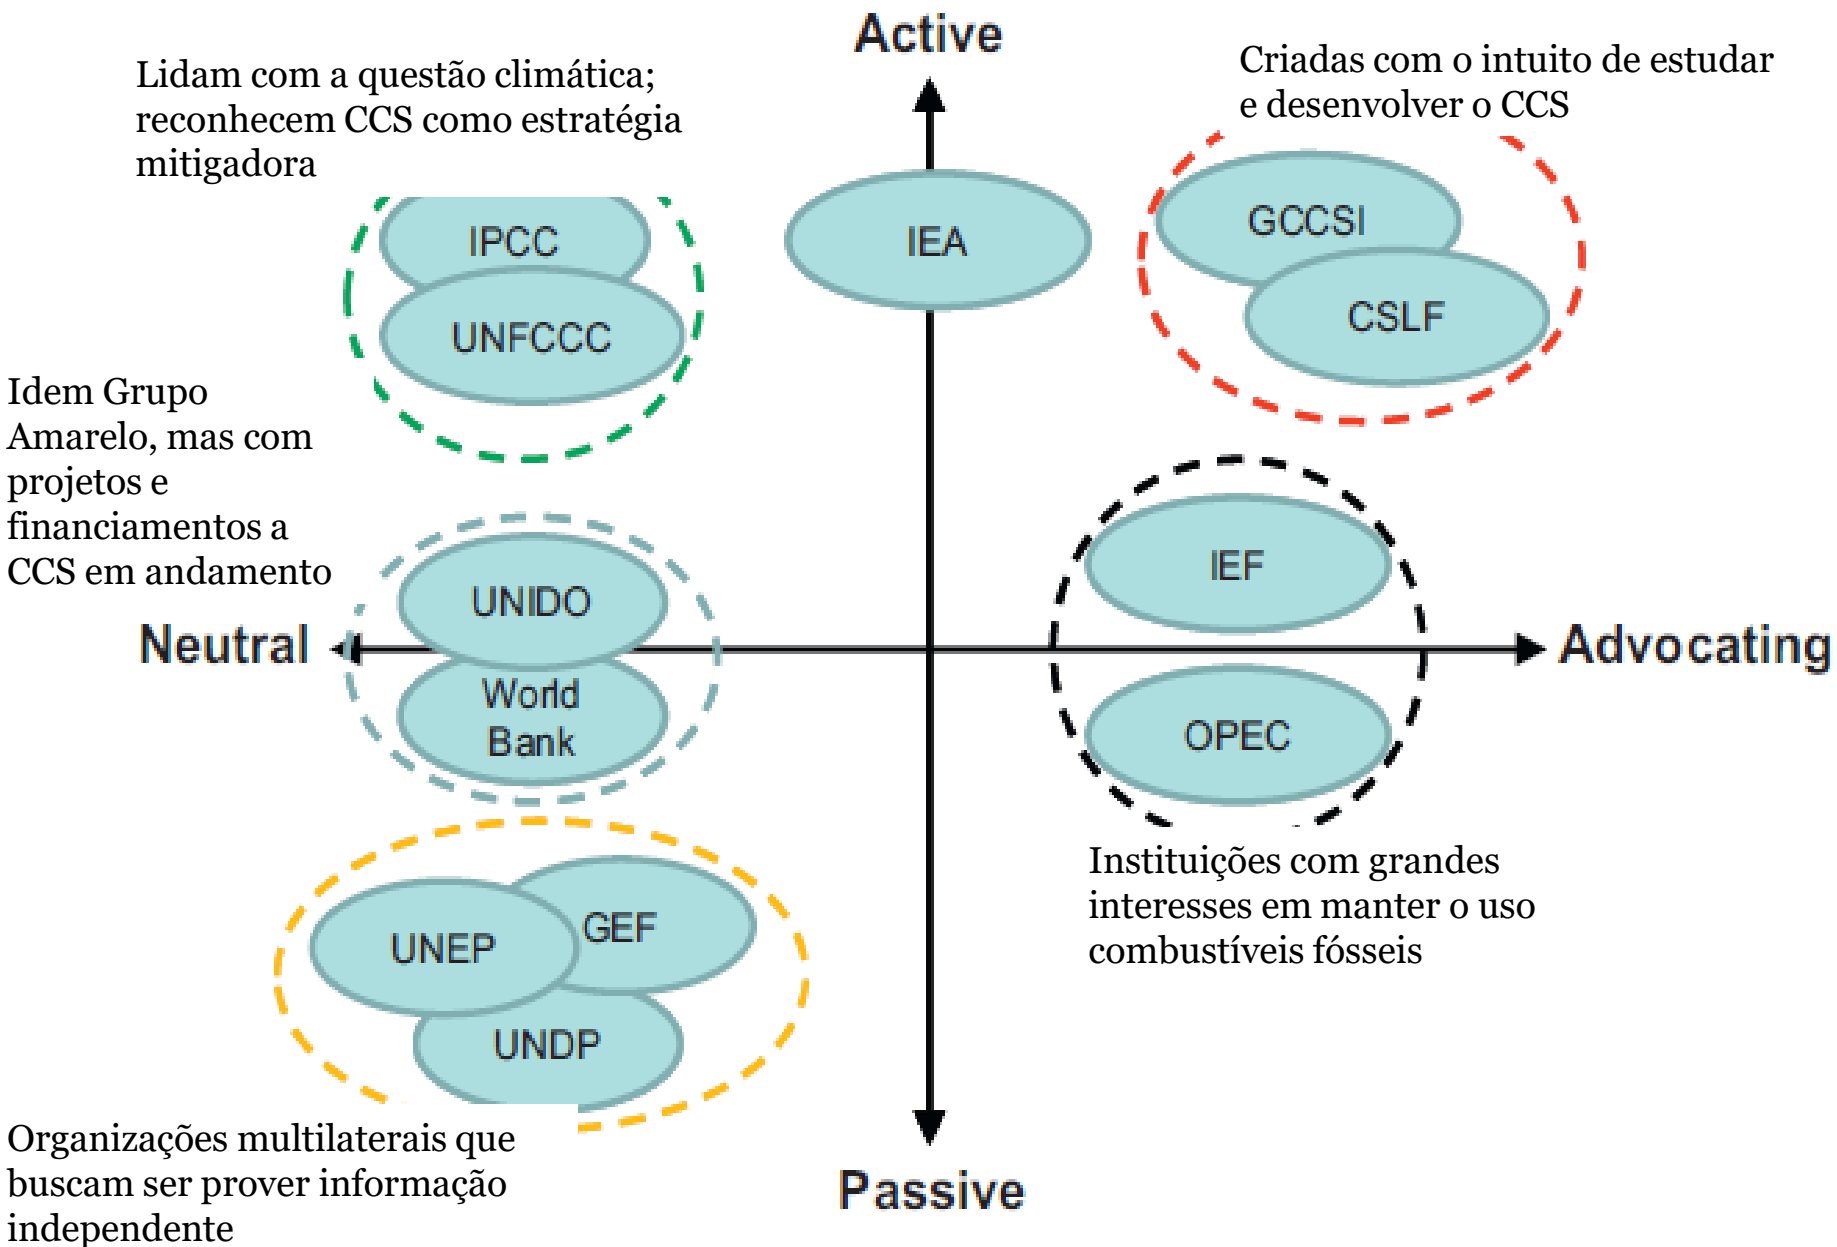 Active
Lidam com a questão climática;
reconhecem CCS como estratégia
mitigadora
Criadas com o intuito de estudar
e desenvolver o CCS
IPCC
UNFCCC
IEA
GCCSI
CSLF
Idem Grupo
Amarelo, mas com
projetos e
financiamentos a
CCS em andamento
UNIDO
World
Bank
IEF
OPEC
Neutral
Advocating
Instituições com grandes
interesses em manter o uso
combustíveis fósseis
UNEP
GEF
UNDP
Organizações multilaterais que
buscam ser prover informação
independente
Passive